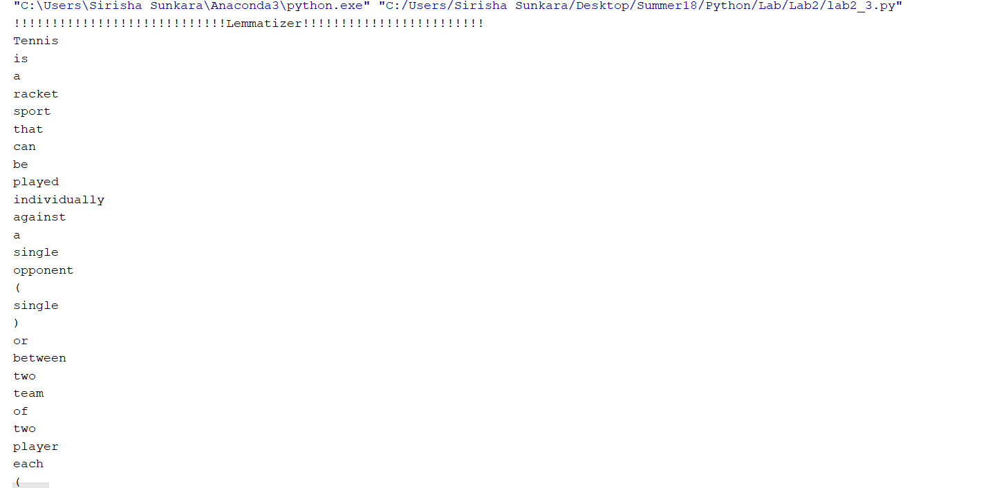 "C:\Users\Sirisha Sunkara\Anaconda3\python.exe" "C:/Users/Sirisha Sunkara/Desktop/Summer18/Python/Lab/Lab2/lab2_3.py"
!!!!!!!!!!!!!!!!!!!!!!!!!!!!Lemmatizer!!!!!!!!!!!!!!!!!!!!!!!!
Tennis
is
a
racket
sport
that
can
be
played
individually
against
a
single
opponent
(
single
)
or
between
two
team
of
two
player
each
(